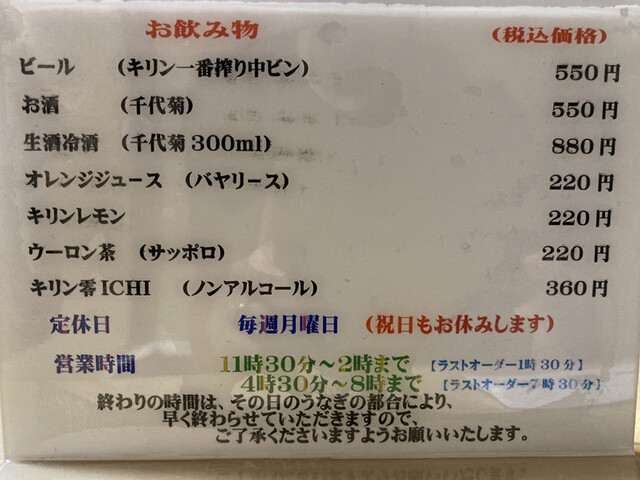 お飲み物 (税込価格)
ビール (キリン一番搾り中ビン) 550円
お酒 (千代菊) 550円
生酒冷酒 (千代菊300ml) 880円
オレンジジュース (バヤリース) 220円
キリンレモン 220円
ウーロン茶 (サッポロ) 220円
キリン零ICHI (ノンアルコール) 360円
定休日 毎週月曜日 (祝日もお休みします)
営業時間 11時30分～2時まで 【ラストオーダー1時30分】
4時30分～8時まで 【ラストオーダー7時30分】
終わりの時間は、その日のうなぎの都合により、
早く終わらせていただきますので、
ご了承くださいますようお願いいたします。